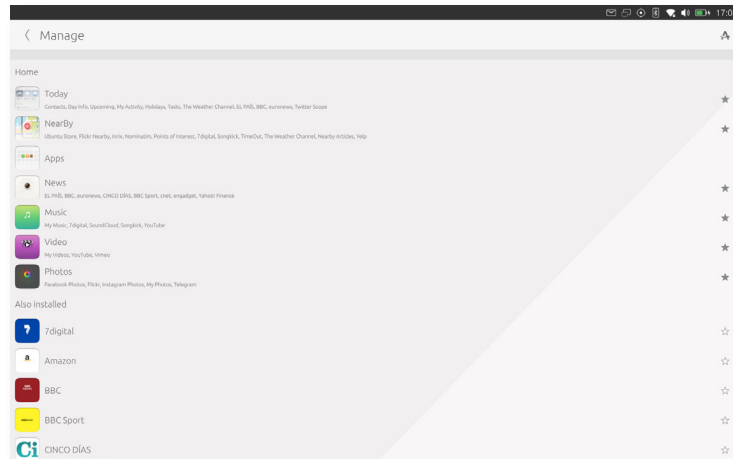 17:0
Manage
Home
Today
Contacts, Day Info, Upcoming, My Activity, Holidays, Tasks, The Weather Channel, EL PAÍS, BBC, euronews, Twitter Scope
NearBy
Ubuntu Store, Flickr Nearby, Inrix, Nominatim, Points of Interest, 7digital, Songkick, TimeOut, The Weather Channel, Nearby Articles, Yelp
Apps
News
EL PAÍS, BBC, euronews, CINCO DÍAS, BBC Sport, cnet, engadget, Yahoo! Finance
Music
My Music, 7digital, SoundCloud, Songkick, YouTube
Video
My Videos, YouTube, Vimeo
Photos
Facebook Photos, Flickr, Instagram Photos, My Photos, Telegram
Also installed
7digital
a
Amazon
BBC
BBC Sport
Ci
CINCO DÍAS